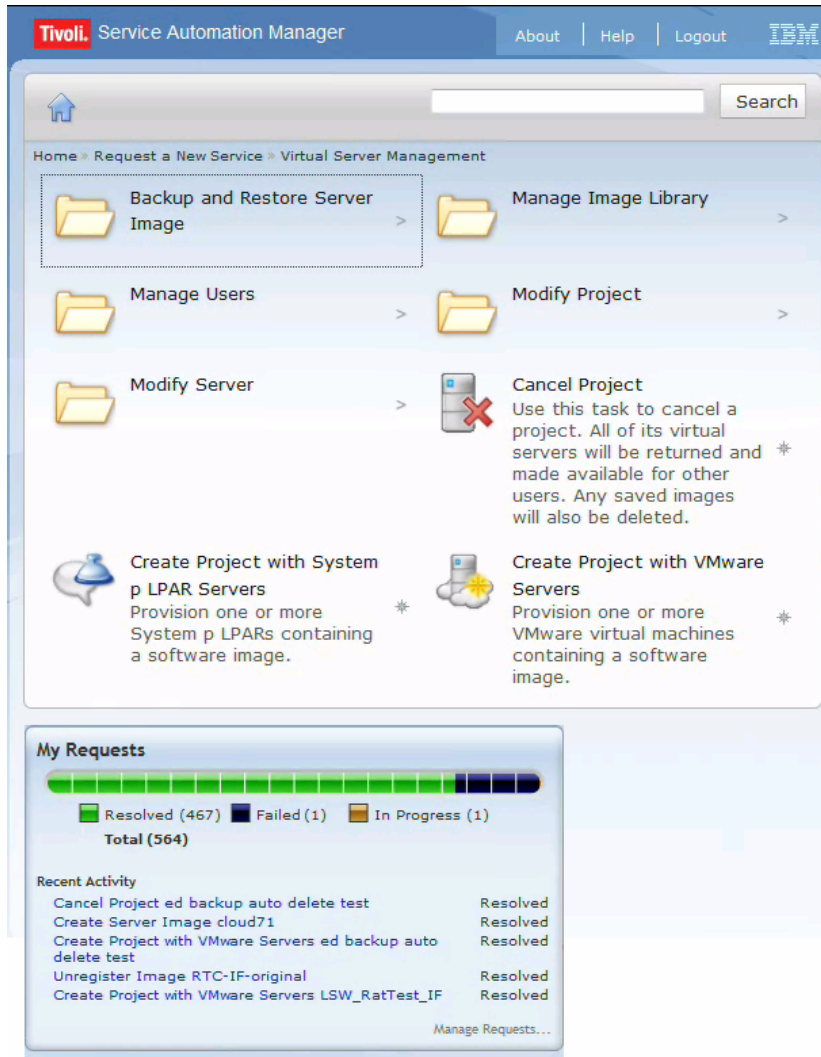 Tivoli. Service Automation Manager
About
Help
Logout
IBM
Search
Home » Request a New Service » Virtual Server Management
Backup and Restore Server
Image
>
Manage Image Library
>
Manage Users
>
Modify Project
>
Modify Server
>
Cancel Project
Use this task to cancel a
project. All of its virtual
servers will be returned and
made available for other
users. Any saved images
will also be deleted.
Create Project with System
p LPAR Servers
Provision one or more
System p LPARs containing
a software image.
Create Project with VMware
Servers
Provision one or more
VMware virtual machines
containing a software
image.
My Requests
Resolved (467) Failed (1) In Progress (1)
Total (564)
Recent Activity
Cancel Project ed backup auto delete test Resolved
Create Server Image cloud71 Resolved
Create Project with VMware Servers ed backup auto Resolved
delete test
Unregister Image RTC-IF-original Resolved
Create Project with VMware Servers LSW_RatTest_IF Resolved
Manage Requests...